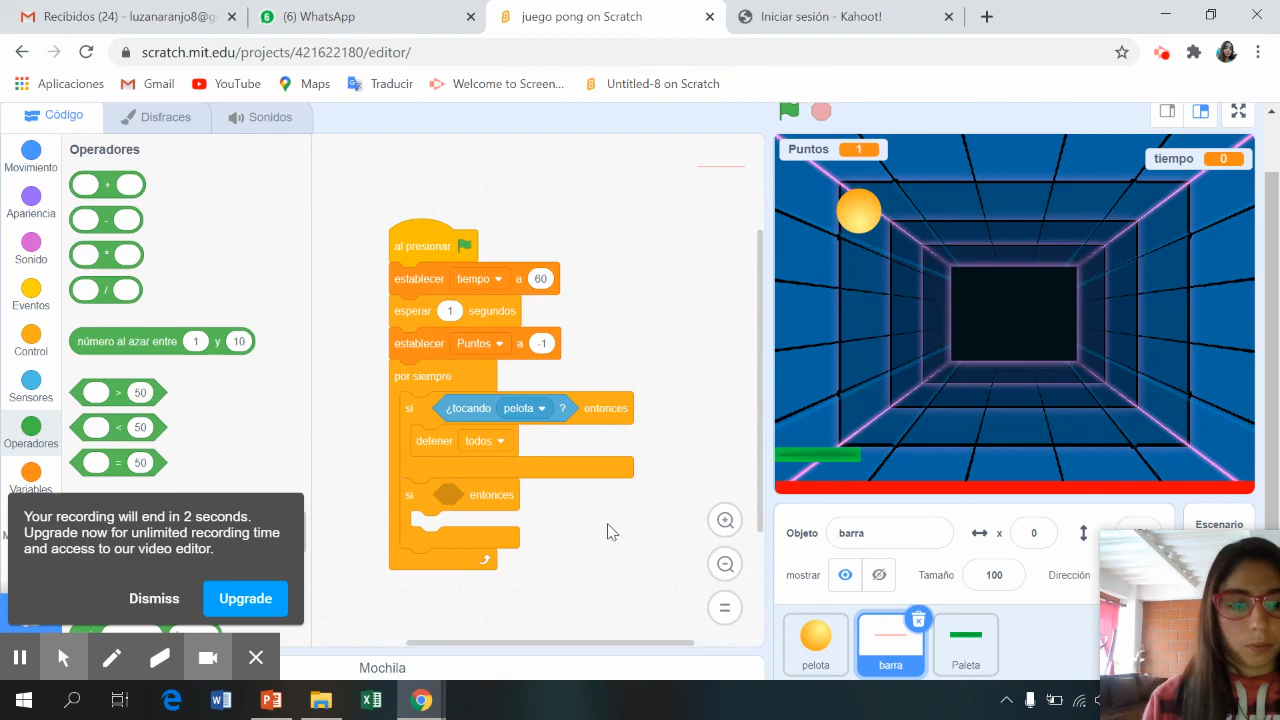 Recibidos (24) - luzanaranjo8@gr
(6) WhatsApp
juego pong on Scratch
Iniciar sesión - Kahoot!
scratch.mit.edu/projects/421622180/editor/
Aplicaciones
Gmail
YouTube
Maps
Traducir
Welcome to Screen...
Untitled-8 on Scratch
Código
Disfraces
Sonidos
Movimiento
Apariencia
Sonido
Eventos
Control
Sensores
Operadores
Variables
Operadores
+
-
*
/
número al azar entre 1 y 10
> 50
< 50
= 50
al presionar
establecer tiempo a 60
esperar 1 segundos
establecer Puntos a -1
por siempre
si ¿tocando pelota ? entonces
detener todos
si entonces
Puntos 1
tiempo 0
Your recording will end in 2 seconds.
Upgrade now for unlimited recording time
and access to our video editor.
Dismiss
Upgrade
Objeto barra x 0
mostrar Tamaño 100 Dirección
Escenario
pelota
barra
Paleta
Mochila